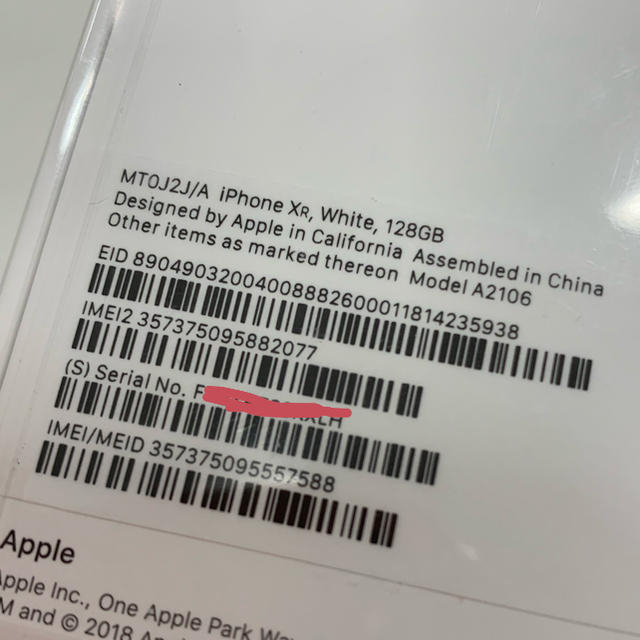 MT0J2J/A iPhone XR, White, 128GB
Designed by Apple in California Assembled in China
Other items as marked thereon Model A2106
EID 89049032004008882600011814235938
IMEI2 357375095882077
(S) Serial No.
IMEI/MEID 357375095557588
Apple
Apple Inc., One Apple Park
M and © 2018